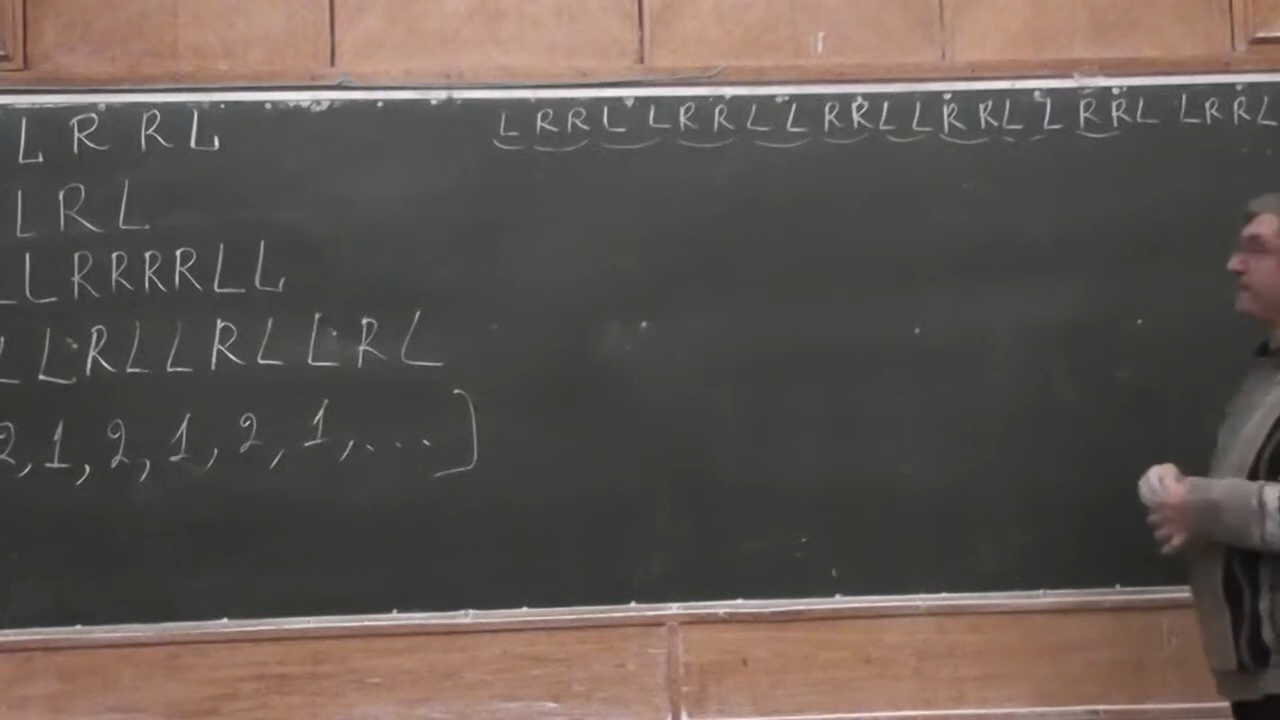 L R R L
L R L
L L R R R R L L
L L R L L R L L R L
2, 1, 2, 1, 2, 1, ... ]
L R R L L R R L L R R L L R R L L R R L L R R L